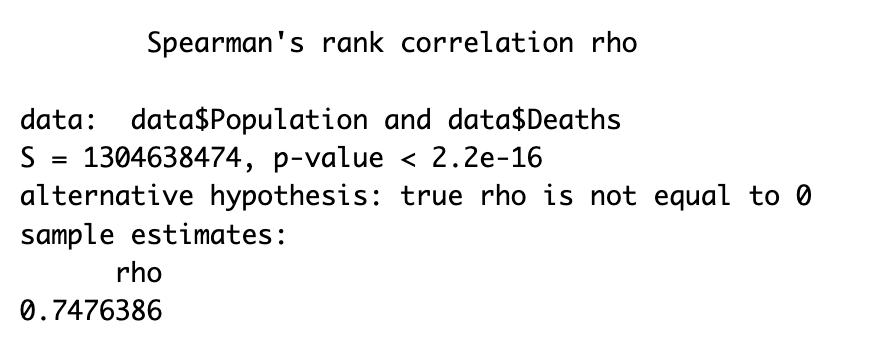 Spearman's rank correlation rho
data:  data$Population and data$Deaths
S = 1304638474, p-value < 2.2e-16
alternative hypothesis: true rho is not equal to 0
sample estimates:
rho
0.7476386